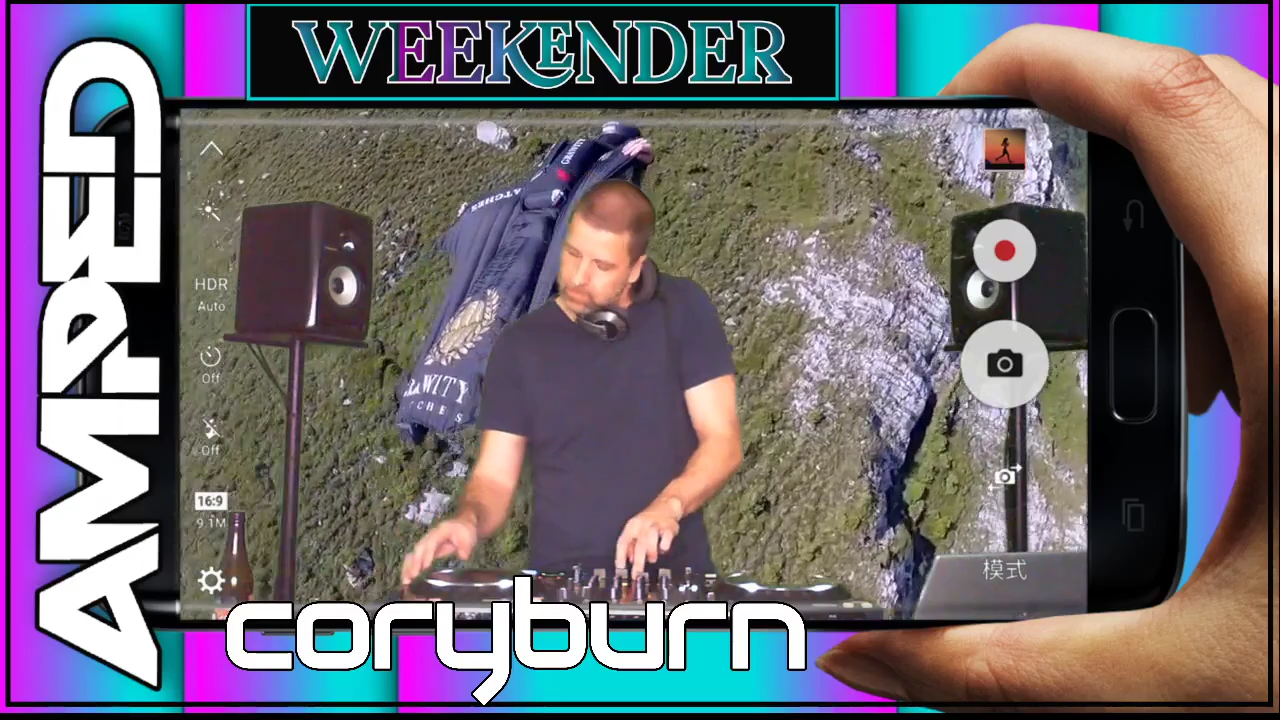 WEEKENDER
AMPED
HDR
Auto
Off
Off
16:9
9.1M
GRAVITY
模式
coryburn